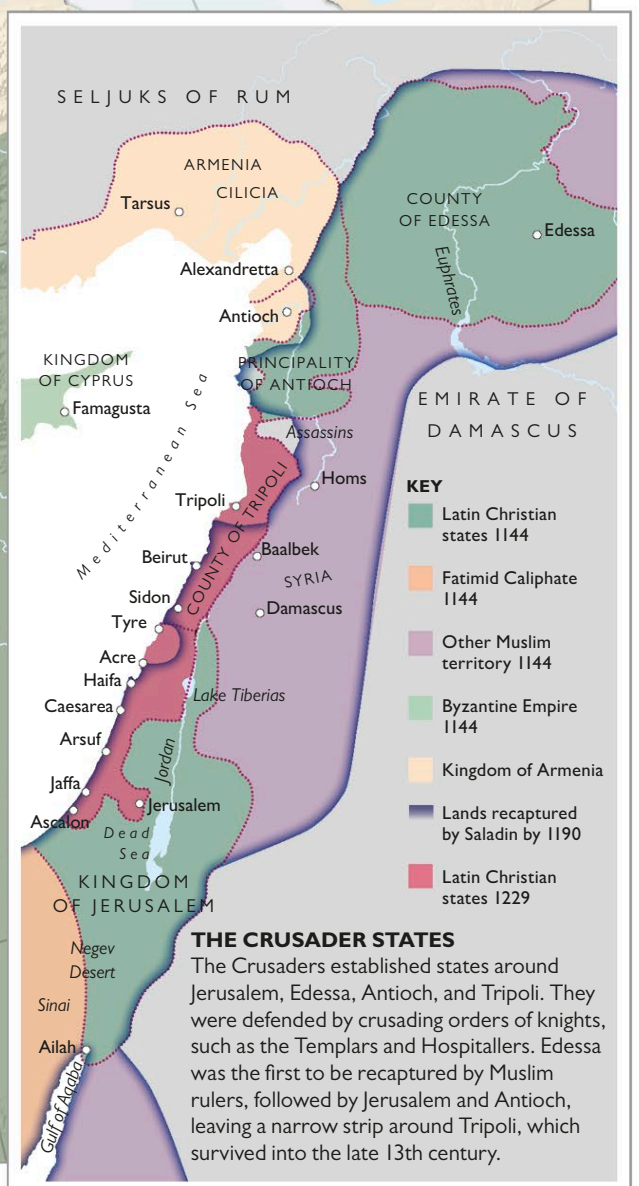 SELJUKS OF RUM
ARMENIA
CILICIA
Tarsus
COUNTY
OF EDESSA
Edessa
Euphrates
Alexandretta
Antioch
PRINCIPALITY
OF ANTIOCH
KINGDOM
OF CYPRUS
Famagusta
Mediterranean Sea
EMIRATE OF
DAMASCUS
Assassins
Homs
Tripoli
COUNTY OF TRIPOLI
Beirut
Baalbek
SYRIA
Sidon
Damascus
Tyre
Acre
Haifa
Lake Tiberias
Caesarea
Arsuf
Jordan
Jaffa
Jerusalem
Ascalon
Dead
Sea
KINGDOM
OF JERUSALEM
Negev
Desert
Sinai
Ailah
Gulf of Aqaba
KEY
Latin Christian
states 1144
Fatimid Caliphate
1144
Other Muslim
territory 1144
Byzantine Empire
1144
Kingdom of Armenia
Lands recaptured
by Saladin by 1190
Latin Christian
states 1229
THE CRUSADER STATES
The Crusaders established states around
Jerusalem, Edessa, Antioch, and Tripoli. They
were defended by crusading orders of knights,
such as the Templars and Hospitallers. Edessa
was the first to be recaptured by Muslim
rulers, followed by Jerusalem and Antioch,
leaving a narrow strip around Tripoli, which
survived into the late 13th century.